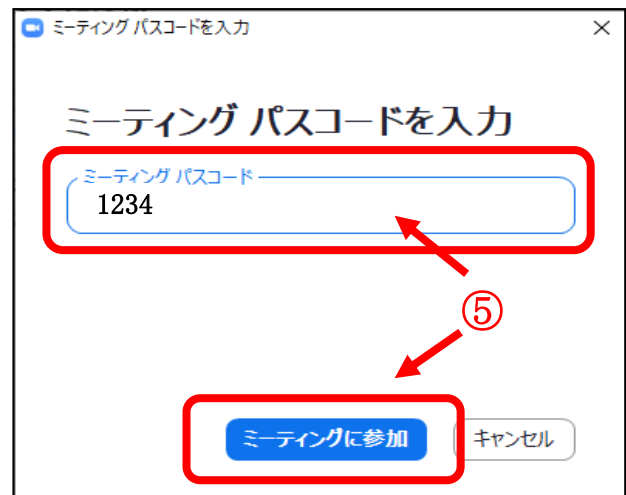 ミーティング パスコードを入力
ミーティング パスコードを入力
ミーティング パスコード
1234
⑤
ミーティングに参加
キャンセル